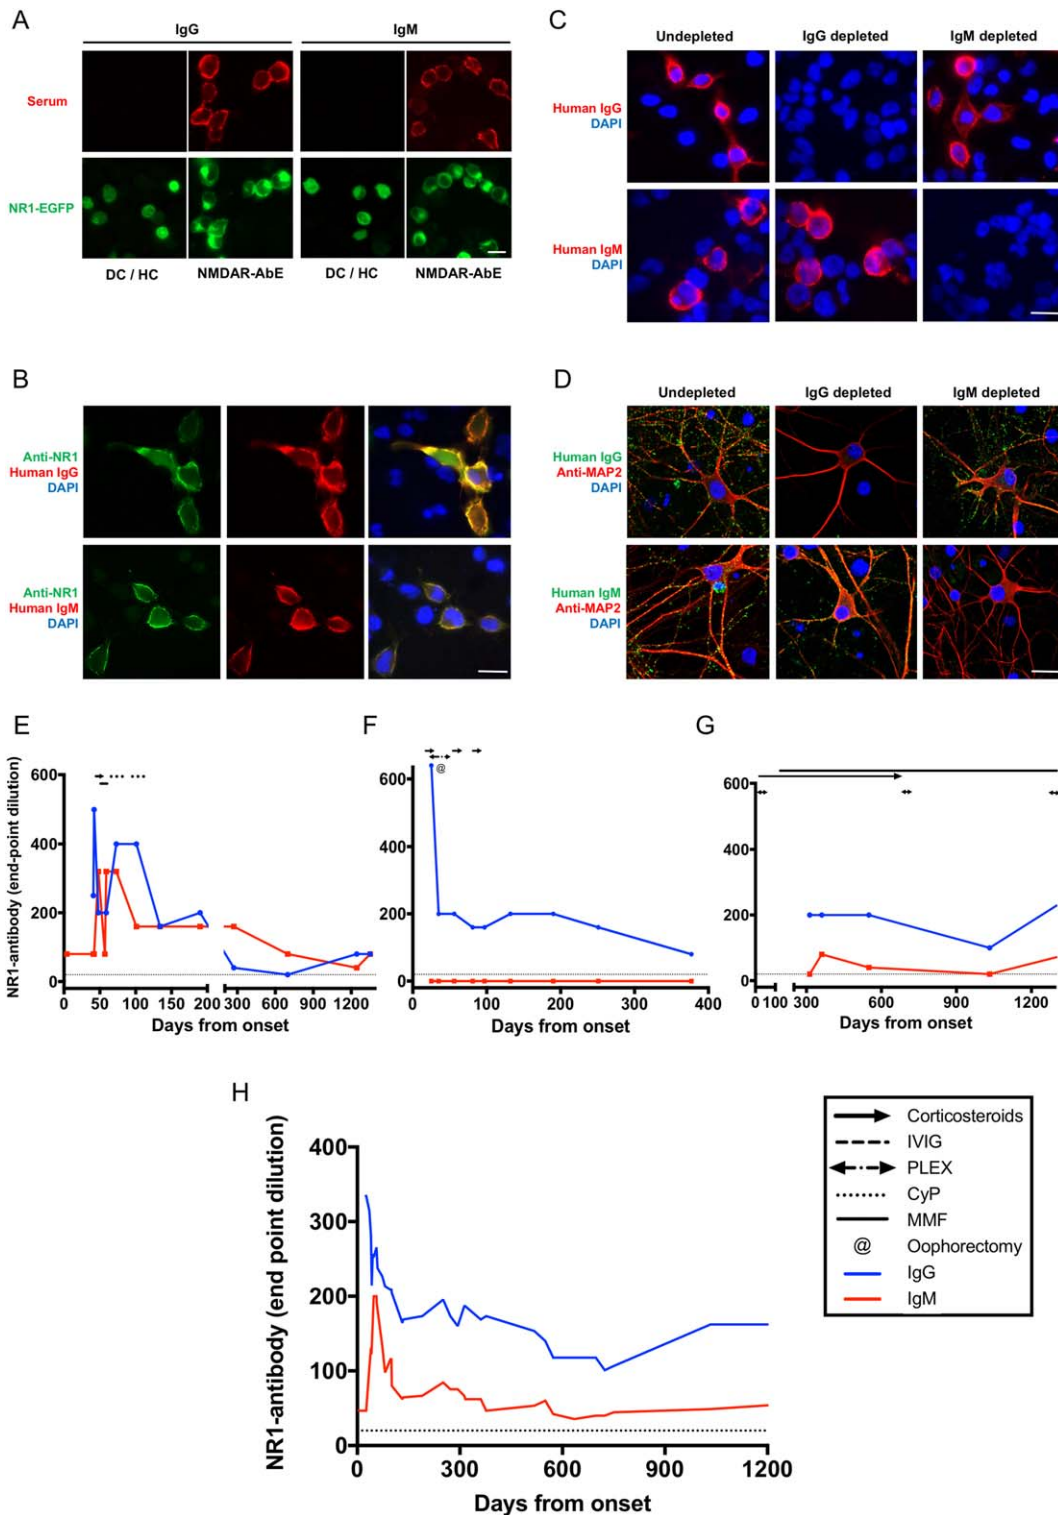 A
IgG
IgM
Serum
NR1-EGFP
DC / HC
NMDAR-AbE
DC / HC
NMDAR-AbE
B
Anti-NR1
Human IgG
DAPI
Anti-NR1
Human IgM
DAPI
C
Undepleted
IgG depleted
IgM depleted
Human IgG
DAPI
Human IgM
DAPI
D
Undepleted
IgG depleted
IgM depleted
Human IgG
Anti-MAP2
DAPI
Human IgM
Anti-MAP2
DAPI
E
NR1-antibody (end-point dilution)
600
400
200
0
0 50 100 150 200 300 600 900 1200
Days from onset
F
@
600
400
200
0
0 100 200 300 400
Days from onset
G
600
400
200
0
0 100 300 600 900 1200
Days from onset
H
NR1-antibody (end point dilution)
400
300
200
100
0
0 300 600 900 1200
Days from onset
Corticosteroids
IVIG
PLEX
CyP
MMF
@ Oophorectomy
IgG
IgM